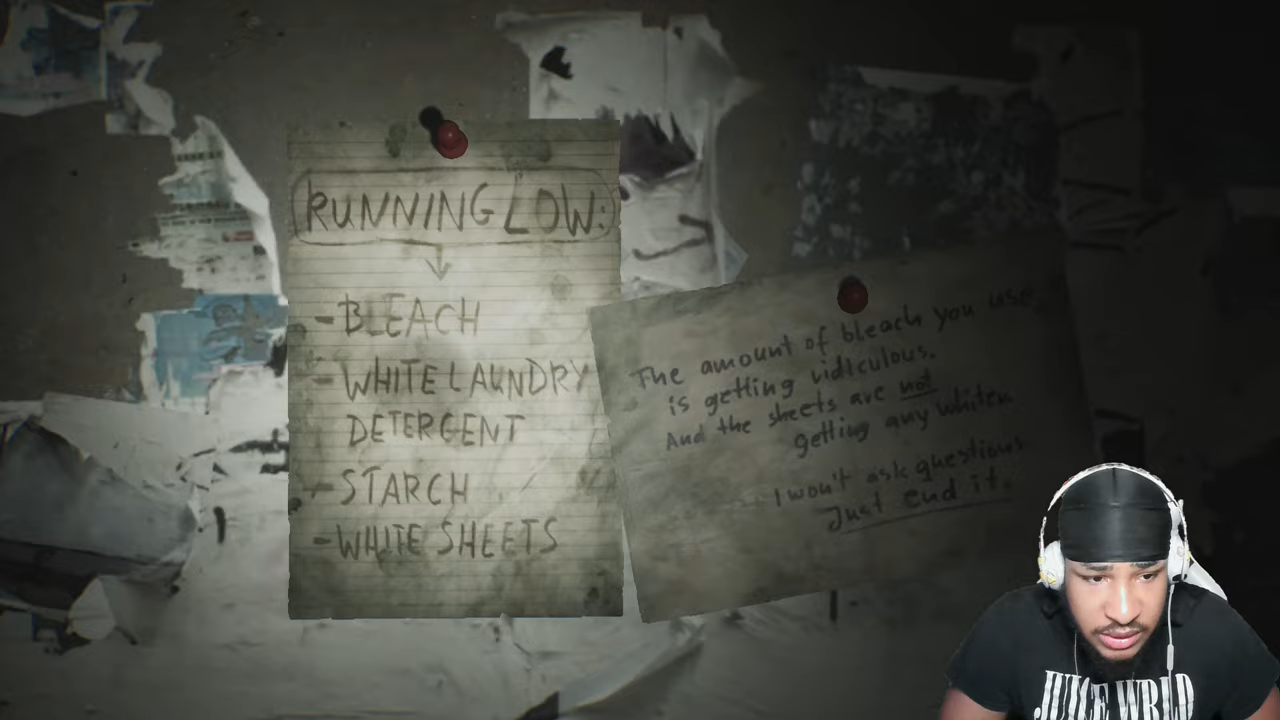 RUNNING LOW:
- BLEACH
- WHITE LAUNDRY
DETERGENT
- STARCH
- WHITE SHEETS
The amount of bleach you use
is getting ridiculous.
And the sheets are not
getting any whiter.
I won't ask questions
Just end it.
JUICE WRLD